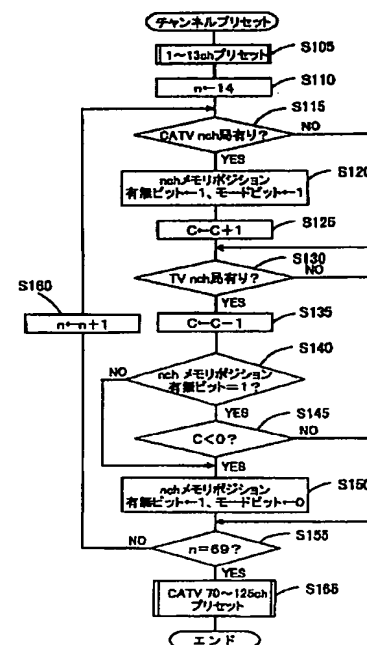 チャンネルプリセット
S105
1～13chプリセット
S110
n←14
S115
CATV nch局有り?
NO
YES
S120
nchメモリポジション
有無ビット←1、モードビット←1
S125
C←C+1
S130
TV nch局有り?
NO
YES
S160
n←n+1
S135
C←C-1
S140
nch メモリポジション
有無ビット=1?
NO
YES
S145
C<0?
NO
YES
S150
nchメモリポジション
有無ビット←1、モードビット←0
S155
n=69?
NO
YES
S165
CATV 70～125ch
プリセット
エンド